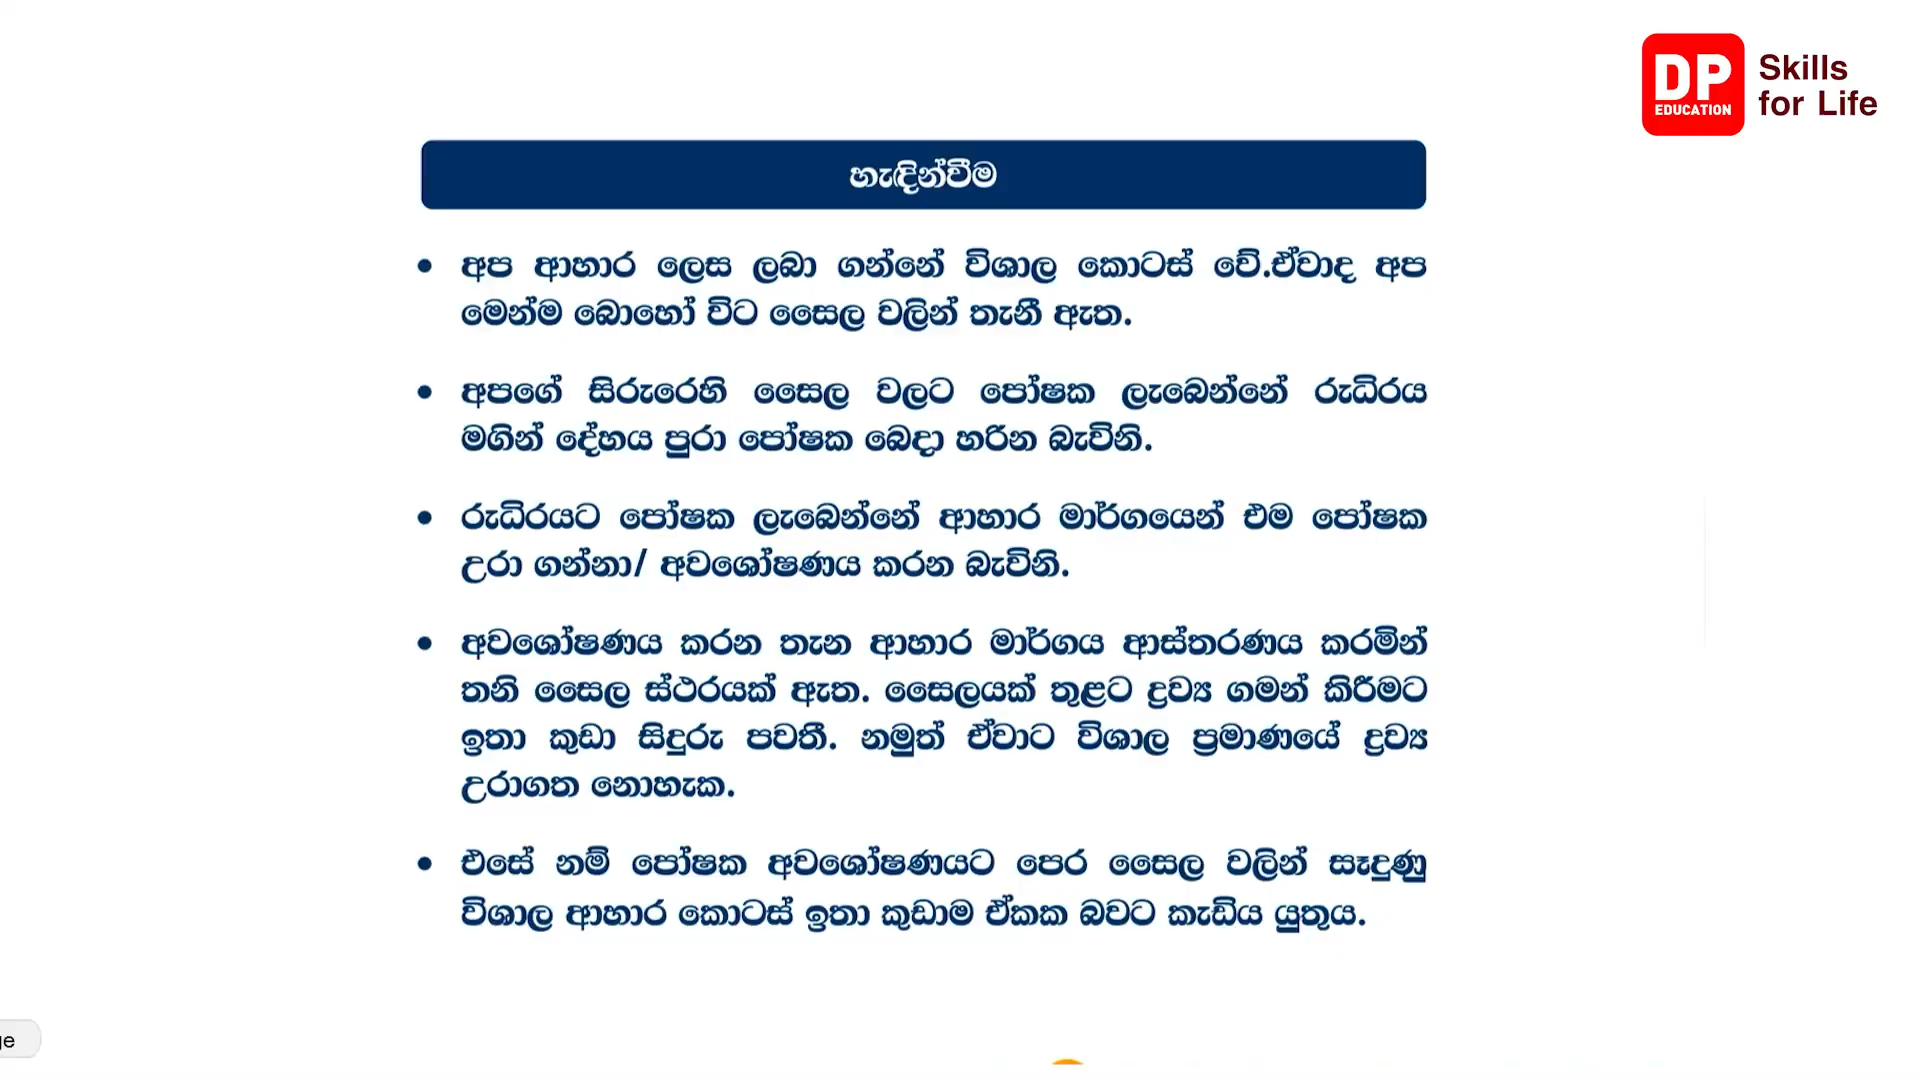 DP
EDUCATION
Skills
for Life
හැඳින්වීම
• අප ආහාර ලෙස ලබා ගන්නේ විශාල කොටස් වේ.ඒවාද අප
මෙන්ම බොහෝ විට සෛල වලින් තැනී ඇත.
• අපගේ සිරුරෙහි සෛල වලට පෝෂක ලැබෙන්නේ රුධිරය
මගින් දේහය පුරා පෝෂක බෙදා හරින බැවිනි.
• රුධිරයට පෝෂක ලැබෙන්නේ ආහාර මාර්ගයෙන් එම පෝෂක
උරා ගන්නා/ අවශෝෂණය කරන බැවිනි.
• අවශෝෂණය කරන තැන ආහාර මාර්ගය ආස්තරණය කරමින්
තනි සෛල ස්ථරයක් ඇත. සෛලයක් තුළට ද්‍රව්‍ය ගමන් කිරීමට
ඉතා කුඩා සිදුරු පවතී. නමුත් ඒවාට විශාල ප්‍රමාණයේ ද්‍රව්‍ය
උරාගත නොහැක.
• එසේ නම් පෝෂක අවශෝෂණයට පෙර සෛල වලින් සෑදුණු
විශාල ආහාර කොටස් ඉතා කුඩාම ඒකක බවට කැඩිය යුතුය.